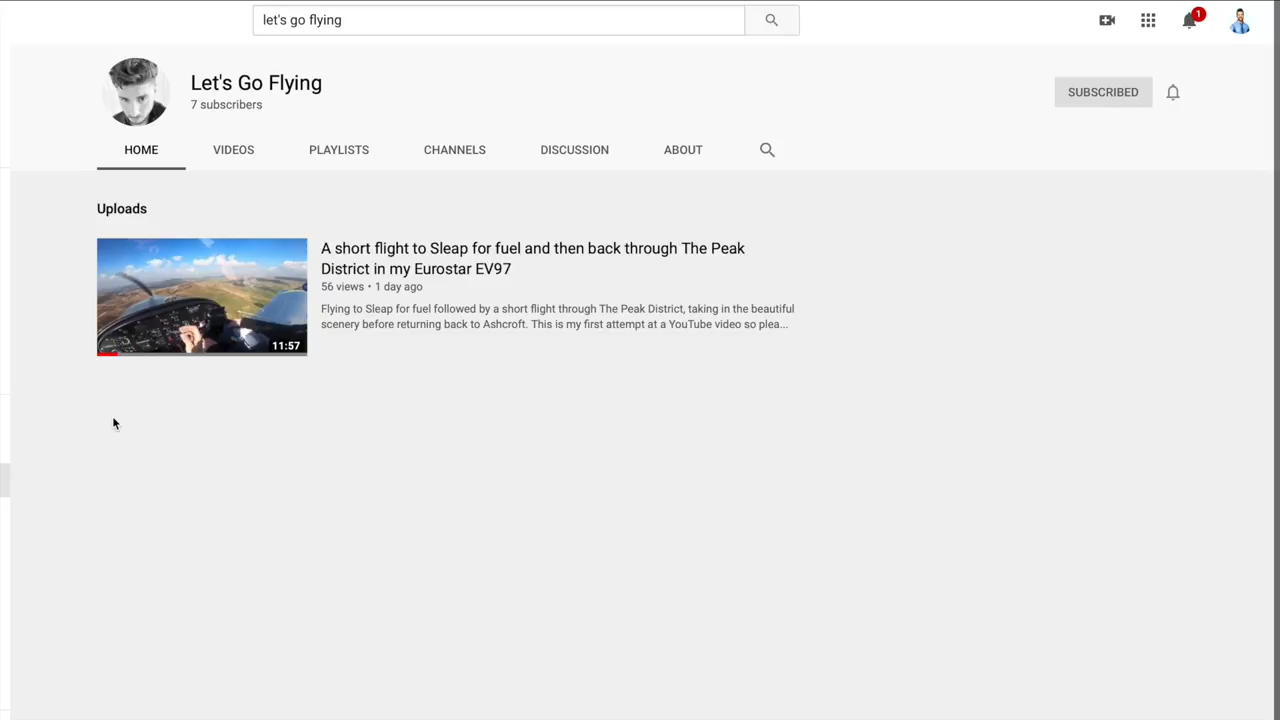 let's go flying
1
Let's Go Flying
7 subscribers
SUBSCRIBED
HOME
VIDEOS
PLAYLISTS
CHANNELS
DISCUSSION
ABOUT
Uploads
A short flight to Sleap for fuel and then back through The Peak
District in my Eurostar EV97
56 views • 1 day ago
Flying to Sleap for fuel followed by a short flight through The Peak District, taking in the beautiful
scenery before returning back to Ashcroft. This is my first attempt at a YouTube video so plea...
11:57